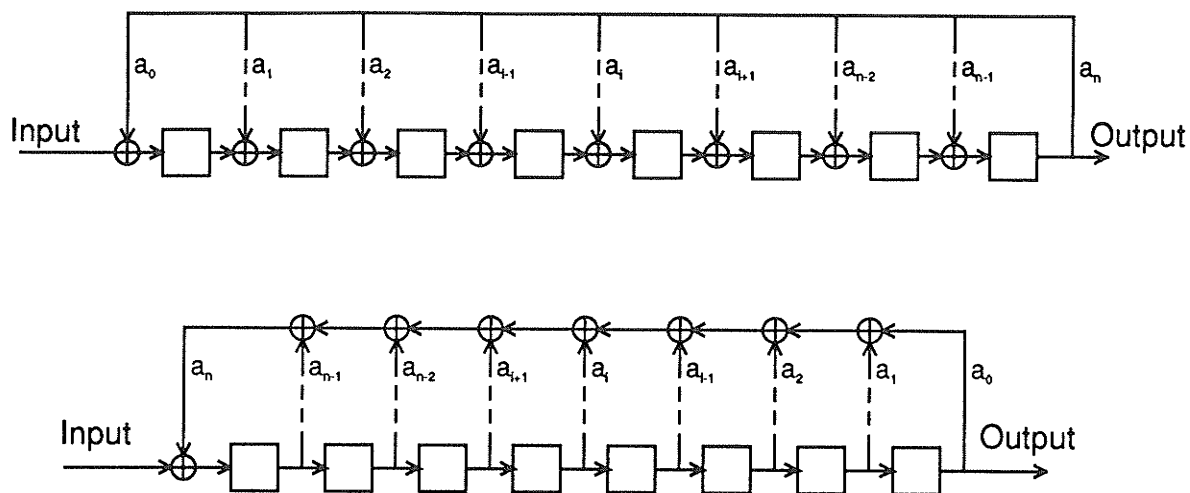 a₀ a₁ a₂ aᵢ₋₁ aᵢ aᵢ₊₁ aₙ₋₂ aₙ₋₁ aₙ
Input Output
aₙ aₙ₋₁ aₙ₋₂ aᵢ₊₁ aᵢ aᵢ₋₁ a₂ a₁ a₀
Input Output